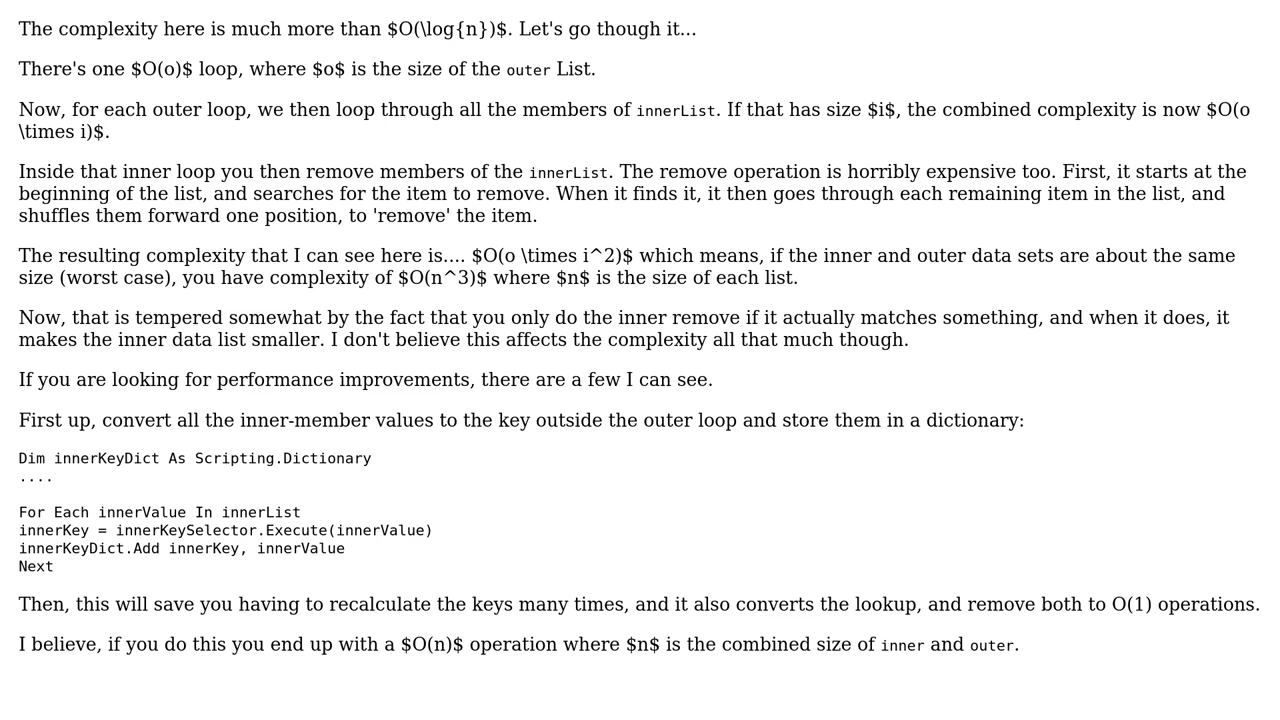 The complexity here is much more than $O(\log{n})$. Let's go though it...
There's one $O(o)$ loop, where $o$ is the size of the outer List.
Now, for each outer loop, we then loop through all the members of innerList. If that has size $i$, the combined complexity is now $O(o
\times i)$.
Inside that inner loop you then remove members of the innerList. The remove operation is horribly expensive too. First, it starts at the
beginning of the list, and searches for the item to remove. When it finds it, it then goes through each remaining item in the list, and
shuffles them forward one position, to 'remove' the item.
The resulting complexity that I can see here is.... $O(o \times i^2)$ which means, if the inner and outer data sets are about the same
size (worst case), you have complexity of $O(n^3)$ where $n$ is the size of each list.
Now, that is tempered somewhat by the fact that you only do the inner remove if it actually matches something, and when it does, it
makes the inner data list smaller. I don't believe this affects the complexity all that much though.
If you are looking for performance improvements, there are a few I can see.
First up, convert all the inner-member values to the key outside the outer loop and store them in a dictionary:
Dim innerKeyDict As Scripting.Dictionary
....
For Each innerValue In innerList
innerKey = innerKeySelector.Execute(innerValue)
innerKeyDict.Add innerKey, innerValue
Next
Then, this will save you having to recalculate the keys many times, and it also converts the lookup, and remove both to O(1) operations.
I believe, if you do this you end up with a $O(n)$ operation where $n$ is the combined size of inner and outer.